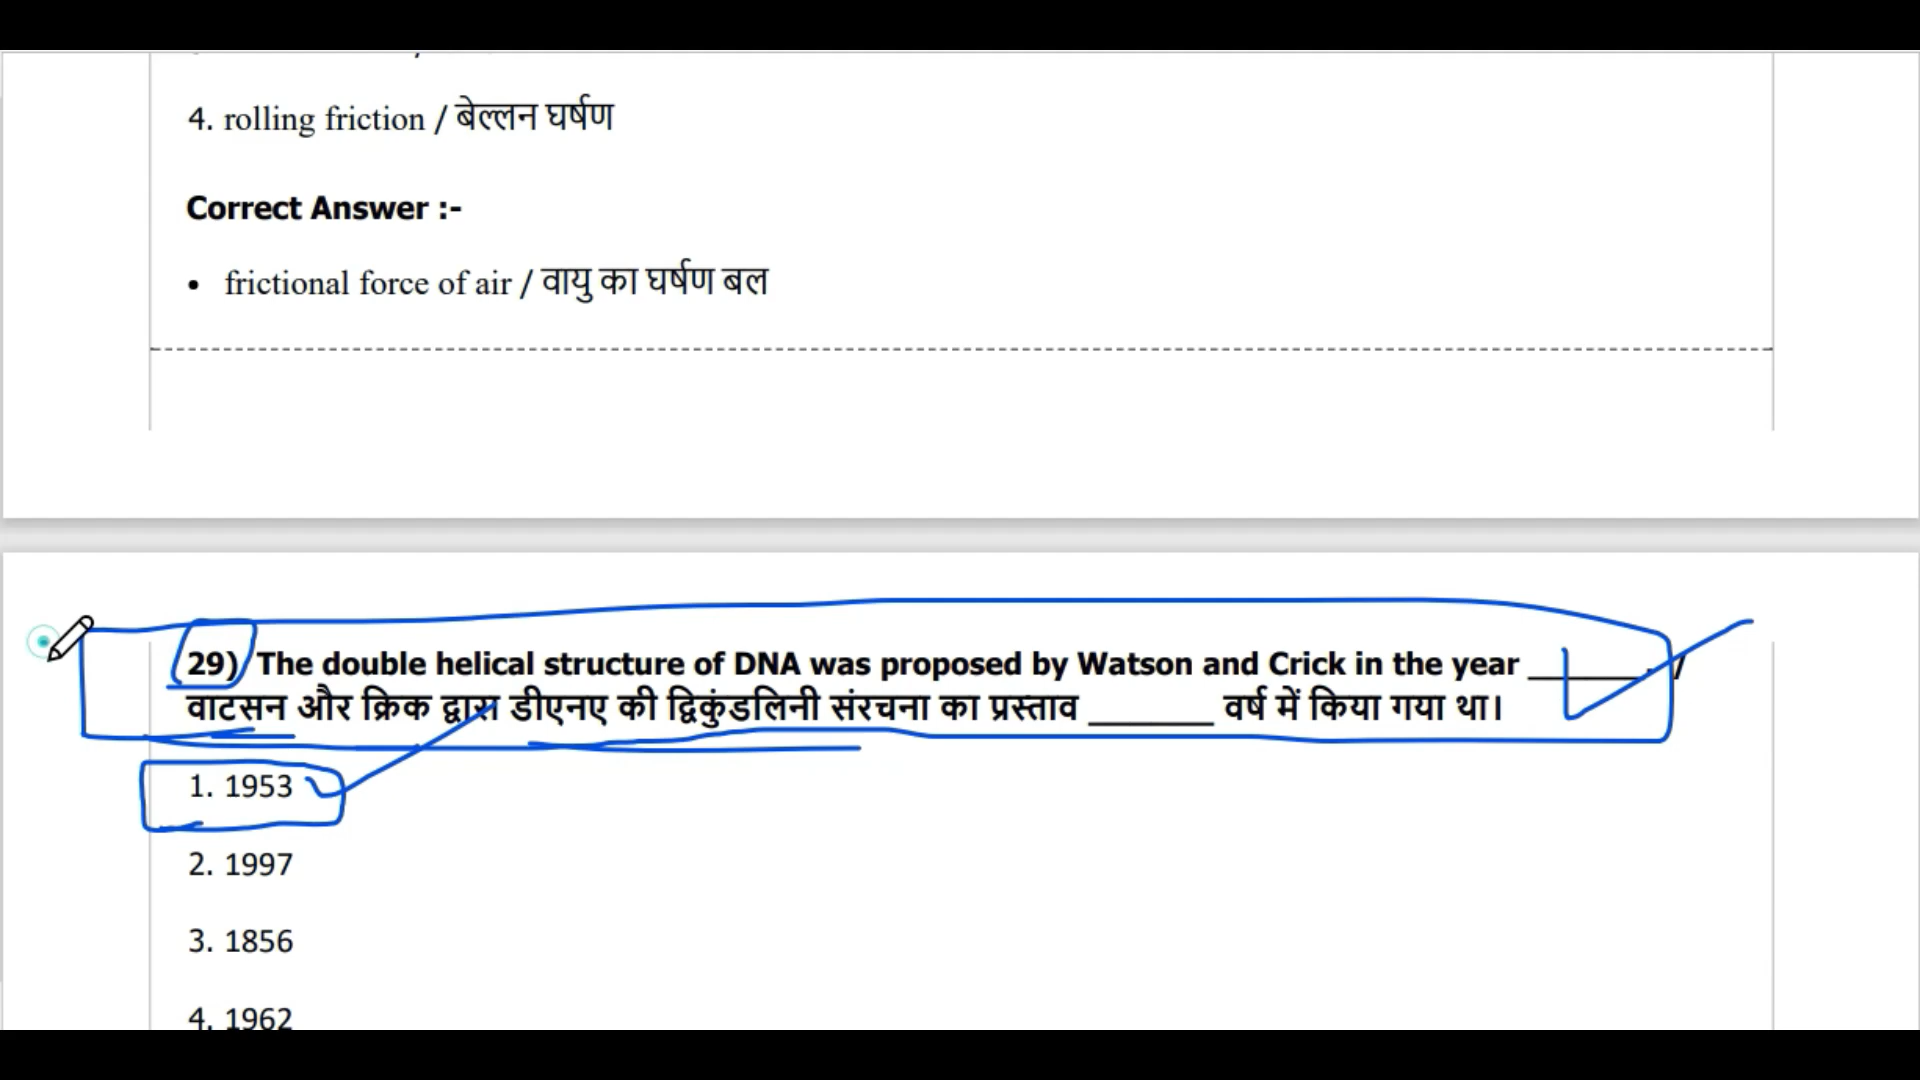 4. rolling friction / बेल्लन घर्षण
Correct Answer :-
• frictional force of air / वायु का घर्षण बल
29) The double helical structure of DNA was proposed by Watson and Crick in the year ________. /
वाटसन और क्रिक द्वारा डीएनए की द्विकुंडलिनी संरचना का प्रस्ताव ________ वर्ष में किया गया था।
1. 1953
2. 1997
3. 1856
4. 1962